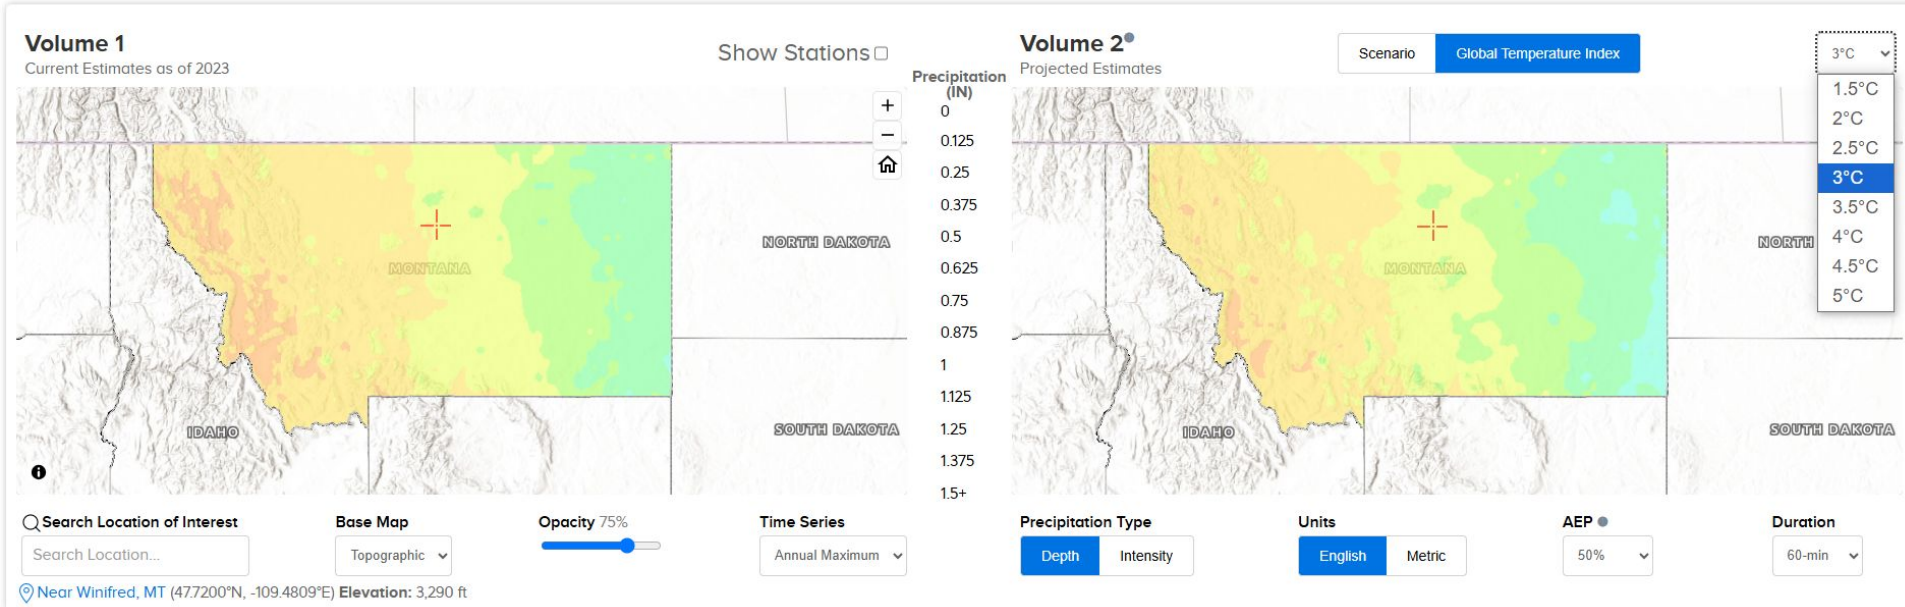 Volume 1
Current Estimates as of 2023
Show Stations
Precipitation
(IN)
0
0.125
0.25
0.375
0.5
0.625
0.75
0.875
1
1.125
1.25
1.375
1.5+
+
−
NORTH DAKOTA
MONTANA
IDAHO
SOUTH DAKOTA
Volume 2
Projected Estimates
Scenario
Global Temperature Index
3°C
1.5°C
2°C
2.5°C
3°C
3.5°C
4°C
4.5°C
5°C
NORTH
MONTANA
IDAHO
SOUTH DAKOTA
Search Location of Interest
Search Location...
Base Map
Topographic
Opacity 75%
Time Series
Annual Maximum
Precipitation Type
Depth Intensity
Units
English Metric
AEP
50%
Duration
60-min
Near Winifred, MT (47.7200°N, -109.4809°E) Elevation: 3,290 ft